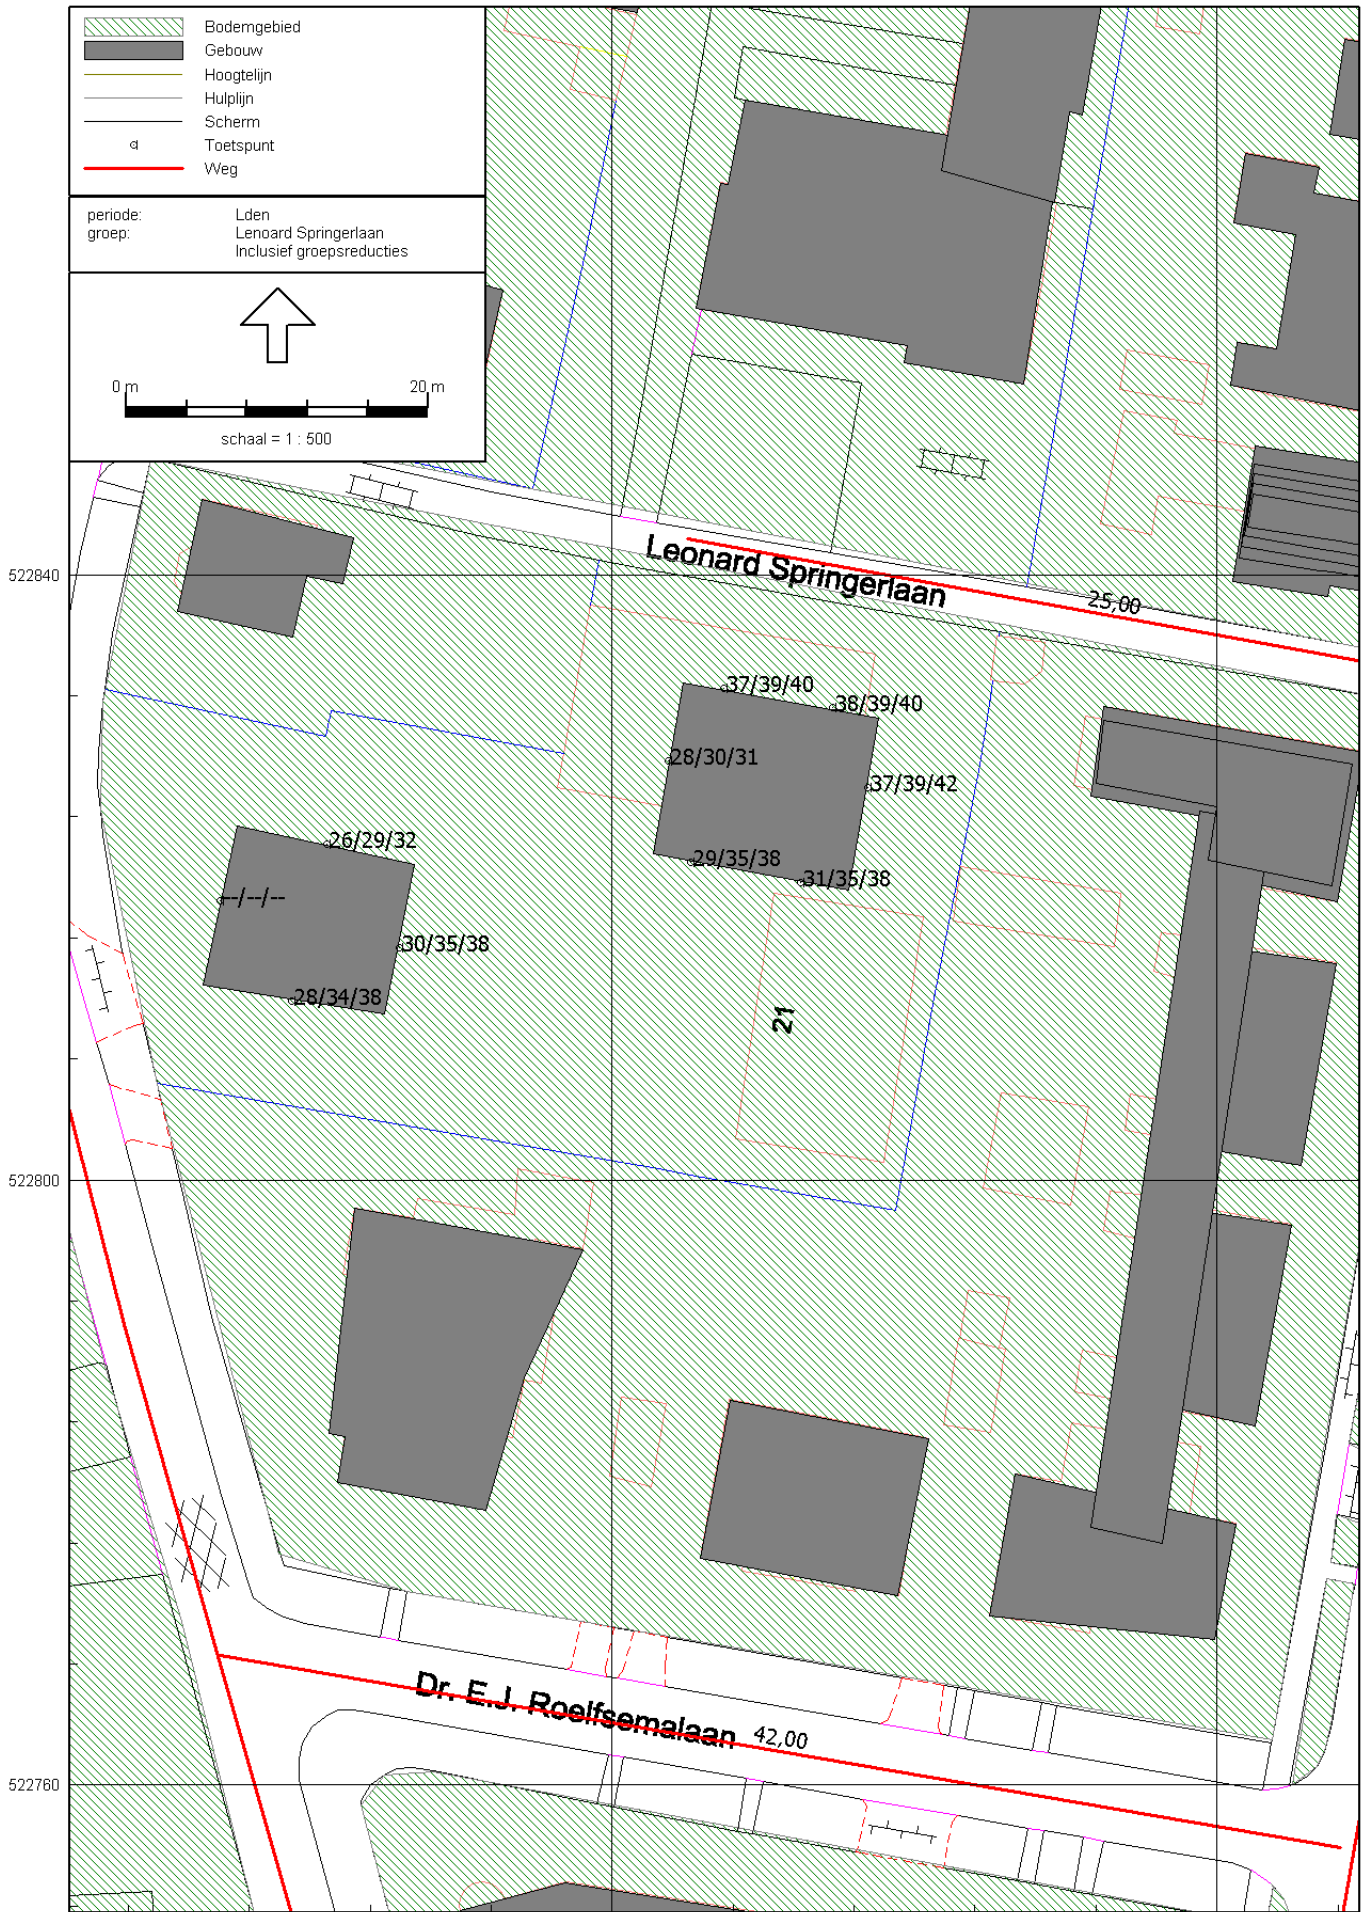 Bodemgebied
Gebouw
Hoogtelijn
Hulplijn
Scherm
Toetspunt
Weg
periode: Lden
groep: Lenoard Springerlaan
Inclusief groepsreducties
0 m 20 m
schaal = 1 : 500
Leonard Springerlaan
522840
25,00
37/39/40
38/39/40
28/30/31
37/39/42
26/29/32
29/35/38
31/35/38
--/--/--
30/35/38
28/34/38
21
522800
Dr. E.J. Roelfsemalaan 42,00
522760